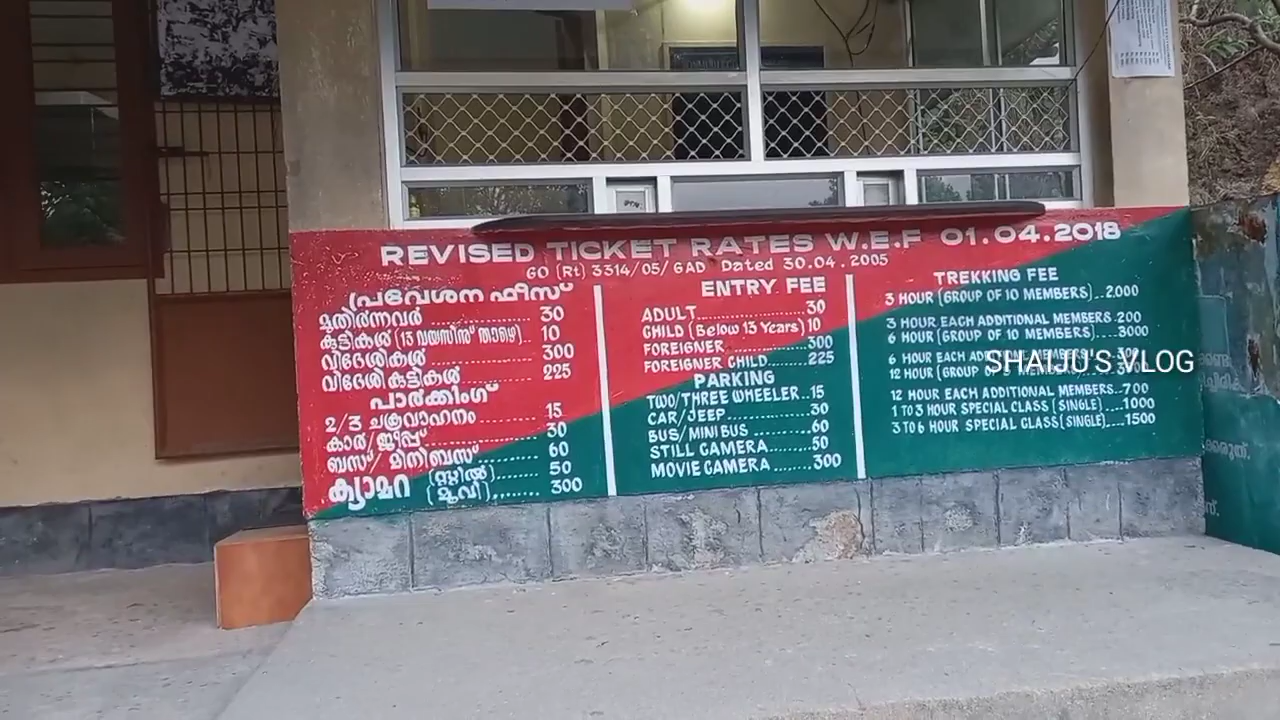 REVISED TICKET RATES W.E.F 01.04.2018
GO (Rt) 3314/05/GAD Dated 30.04.2005
പ്രവേശന ഫീസ്
മുതിർന്നവർ 30
കുട്ടികൾ (13 വയസിനു് താഴെ).. 10
വിദേശികൾ 300
വിദേശി കുട്ടികൾ 225
പാർക്കിംഗ്
2/3 ചക്രവാഹനം 15
കാർ/ജീപ്പ് 30
ബസ്/ മിനിബസ് 60
ക്യാമറ (സ്റ്റിൽ) 50
(മൂവി) 300
ENTRY FEE
ADULT 30
CHILD (Below 13 Years) 10
FOREIGNER 300
FOREIGNER CHILD 225
PARKING
TWO/THREE WHEELER..15
CAR/JEEP 30
BUS/MINI BUS 60
STILL CAMERA 50
MOVIE CAMERA 300
TREKKING FEE
3 HOUR (GROUP OF 10 MEMBERS)...2000
3 HOUR EACH ADDITIONAL MEMBERS 200
6 HOUR (GROUP OF 10 MEMBERS) 3000
6 HOUR EACH
12 HOUR (GROUP
12 HOUR EACH ADDITIONAL MEMBERS..700
1 TO 3 HOUR SPECIAL CLASS (SINGLE) 1000
3 TO 6 HOUR SPECIAL CLASS (SINGLE) 1500
SHAIJU'S VLOG